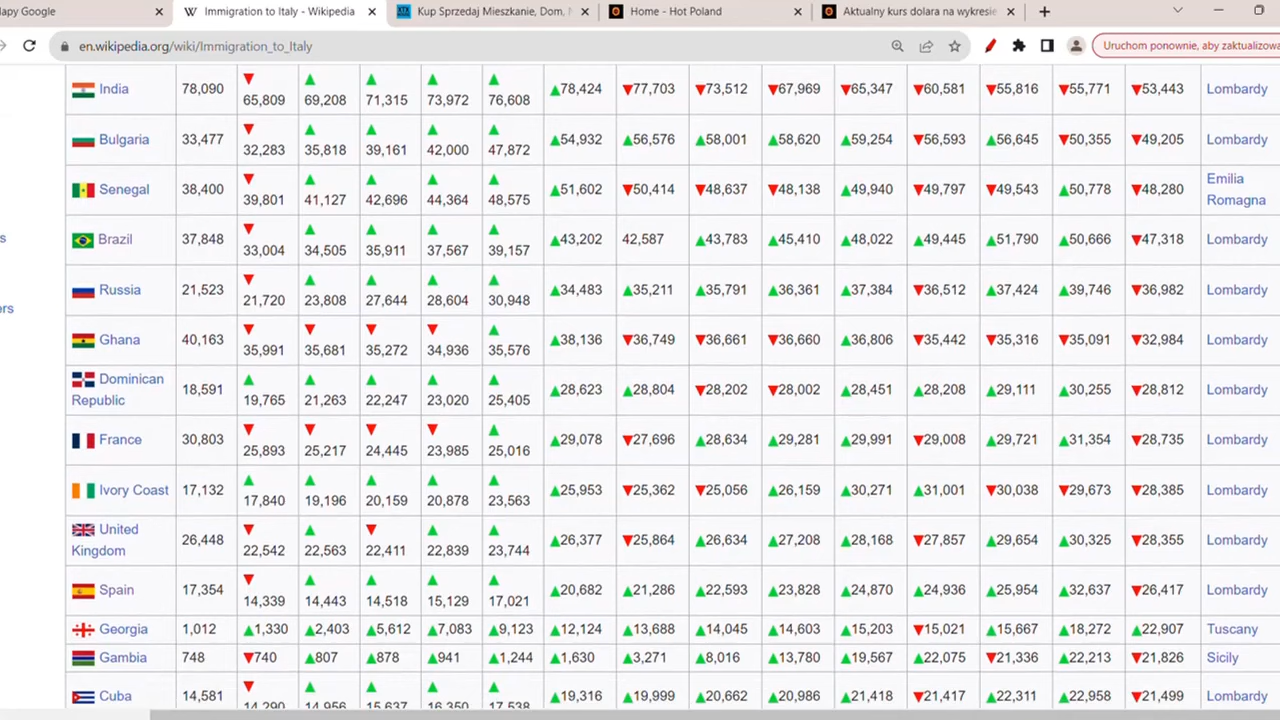 apy Google
Immigration to Italy - Wikipedia
Kup Sprzedaj Mieszkanie, Dom,
Home - Hot Poland
Aktualny kurs dolara na wykresie
en.wikipedia.org/wiki/Immigration_to_Italy
Uruchom ponownie, aby zaktualizowa
India 78,090 ▼65,809 ▲69,208 ▲71,315 ▲73,972 ▲76,608 ▲78,424 ▼77,703 ▼73,512 ▼67,969 ▼65,347 ▼60,581 ▼55,816 ▼55,771 ▼53,443 Lombardy
Bulgaria 33,477 ▼32,283 ▲35,818 ▲39,161 ▲42,000 ▲47,872 ▲54,932 ▲56,576 ▲58,001 ▲58,620 ▲59,254 ▼56,593 ▲56,645 ▼50,355 ▼49,205 Lombardy
Senegal 38,400 ▼39,801 ▲41,127 ▲42,696 ▲44,364 ▲48,575 ▲51,602 ▼50,414 ▼48,637 ▼48,138 ▲49,940 ▼49,797 ▼49,543 ▲50,778 ▼48,280 Emilia Romagna
Brazil 37,848 ▼33,004 ▲34,505 ▲35,911 ▲37,567 ▲39,157 ▲43,202 42,587 ▲43,783 ▲45,410 ▲48,022 ▲49,445 ▲51,790 ▲50,666 ▼47,318 Lombardy
Russia 21,523 ▼21,720 ▲23,808 ▲27,644 ▲28,604 ▲30,948 ▲34,483 ▲35,211 ▲35,791 ▲36,361 ▲37,384 ▼36,512 ▲37,424 ▲39,746 ▼36,982 Lombardy
Ghana 40,163 ▼35,991 ▼35,681 ▼35,272 ▼34,936 ▲35,576 ▲38,136 ▼36,749 ▼36,661 ▼36,660 ▲36,806 ▼35,442 ▼35,316 ▼35,091 ▼32,984 Lombardy
Dominican Republic 18,591 ▲19,765 ▲21,263 ▲22,247 ▲23,020 ▲25,405 ▲28,623 ▲28,804 ▼28,202 ▼28,002 ▲28,451 ▲28,208 ▲29,111 ▲30,255 ▼28,812 Lombardy
France 30,803 ▼25,893 ▼25,217 ▼24,445 ▼23,985 ▲25,016 ▲29,078 ▼27,696 ▲28,634 ▲29,281 ▲29,991 ▼29,008 ▲29,721 ▲31,354 ▼28,735 Lombardy
Ivory Coast 17,132 ▲17,840 ▲19,196 ▲20,159 ▲20,878 ▲23,563 ▲25,953 ▼25,362 ▼25,056 ▲26,159 ▲30,271 ▲31,001 ▼30,038 ▼29,673 ▼28,385 Lombardy
United Kingdom 26,448 ▼22,542 ▲22,563 ▼22,411 ▲22,839 ▲23,744 ▲26,377 ▼25,864 ▲26,634 ▲27,208 ▲28,168 ▼27,857 ▲29,654 ▲30,325 ▼28,355 Lombardy
Spain 17,354 ▼14,339 ▲14,443 ▲14,518 ▲15,129 ▲17,021 ▲20,682 ▲21,286 ▲22,593 ▲23,828 ▲24,870 ▲24,936 ▲25,954 ▲32,637 ▼26,417 Lombardy
Georgia 1,012 ▲1,330 ▲2,403 ▲5,612 ▲7,083 ▲9,123 ▲12,124 ▲13,688 ▲14,045 ▲14,603 ▲15,203 ▼15,021 ▲15,667 ▲18,272 ▲22,907 Tuscany
Gambia 748 ▼740 ▲807 ▲878 ▲941 ▲1,244 ▲1,630 ▲3,271 ▲8,016 ▲13,780 ▲19,567 ▲22,075 ▼21,336 ▲22,213 ▼21,826 Sicily
Cuba 14,581 ▼14,290 ▲14,956 ▲15,637 ▲16,350 ▲17,538 ▲19,316 ▲19,999 ▲20,662 ▲20,986 ▲21,418 ▼21,417 ▲22,311 ▲22,958 ▼21,499 Lombardy